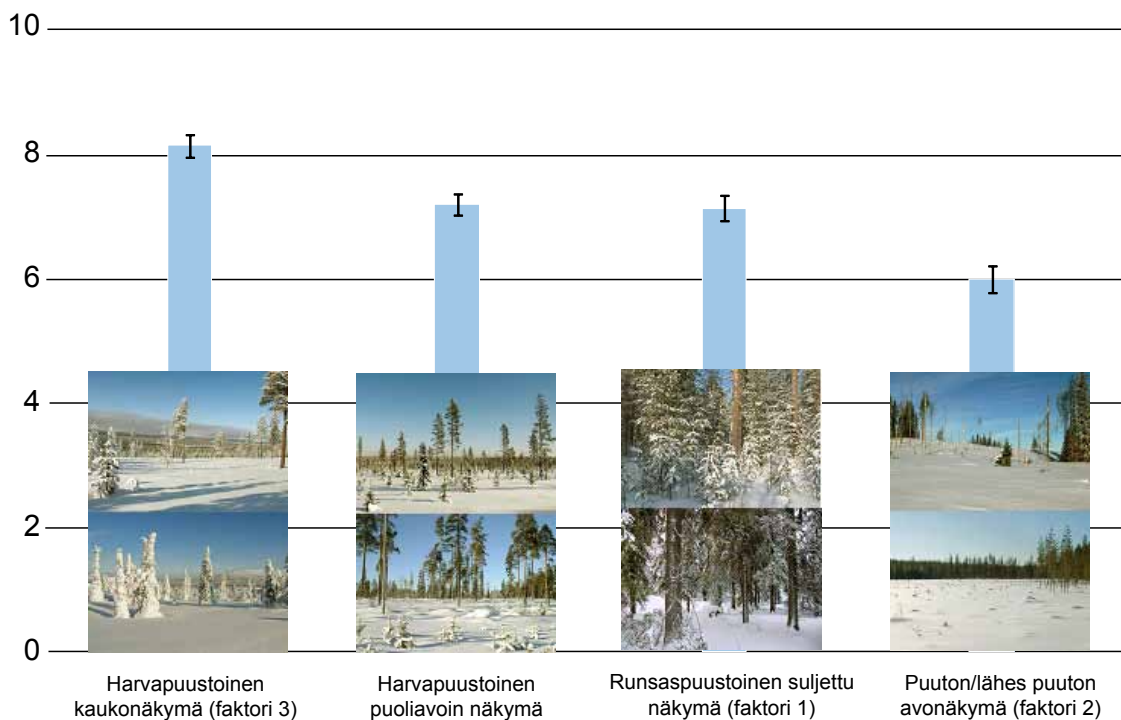 10
8
6
4
2
0
Harvapuustoinen
kaukonäkymä (faktori 3)
Harvapuustoinen
puoliavoin näkymä
Runsaspuustoinen suljettu
näkymä (faktori 1)
Puuton/lähes puuton
avonäkymä (faktori 2)